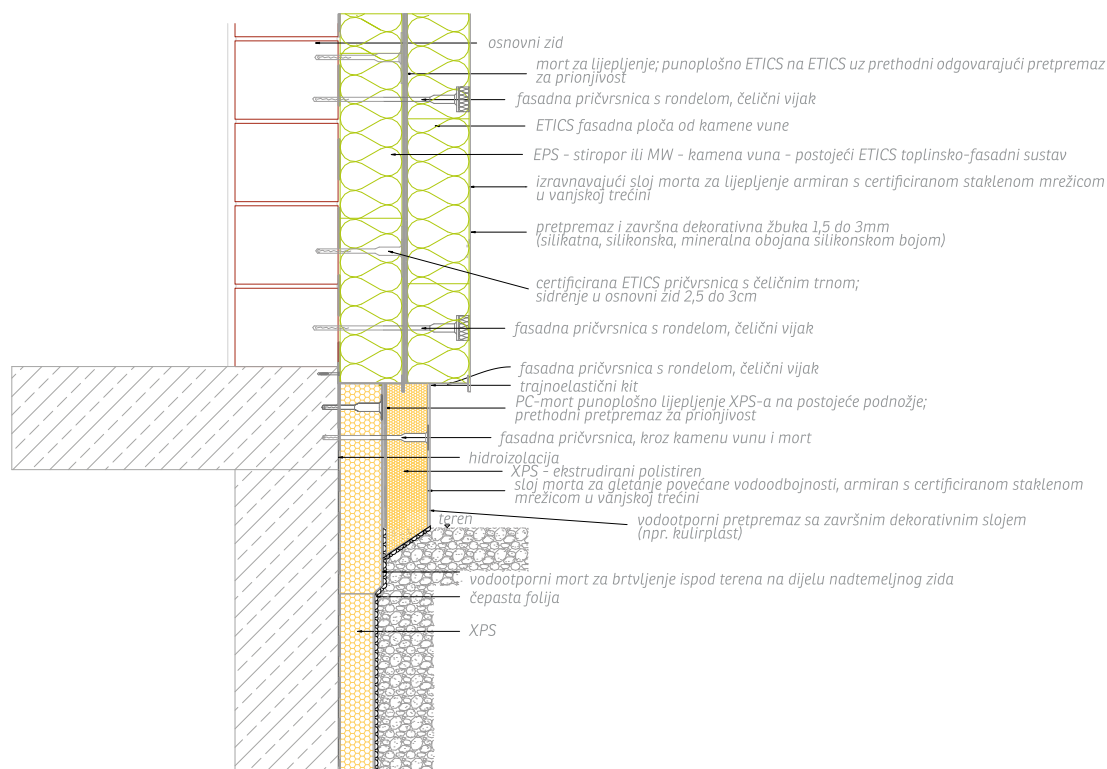 osnovni zid
mort za lijepljenje; punoplošno ETICS na ETICS uz prethodni odgovarajući pretpremaz
za prionjivost
fasadna pričvrsnica s rondelom, čelični vijak
ETICS fasadna ploča od kamene vune
EPS - stiropor ili MW - kamena vuna - postojeći ETICS toplinsko-fasadni sustav
izravnavajući sloj morta za lijepljenje armiran s certificiranom staklenom mrežicom
u vanjskoj trećini
pretpremaz i završna dekorativna žbuka 1,5 do 3mm
(silikatna, silikonska, mineralna obojana silikonskom bojom)
certificirana ETICS pričvrsnica s čeličnim trnom;
sidrenje u osnovni zid 2,5 do 3cm
fasadna pričvrsnica s rondelom, čelični vijak
fasadna pričvrsnica s rondelom, čelični vijak
trajnoelastični kit
PC-mort punoplošno lijepljenje XPS-a na postojeće podnožje;
prethodni pretpremaz za prionjivost
fasadna pričvrsnica, kroz kamenu vunu i mort
hidroizolacija
XPS - ekstrudirani polistiren
sloj morta za gletanje povećane vodoodbojnosti, armiran s certificiranom staklenom
mrežicom u vanjskoj trećini
teren
vodootporni pretpremaz sa završnim dekorativnim slojem
(npr. kulirplast)
vodootporni mort za brtvljenje ispod terena na dijelu nadtemeljnog zida
čepasta folija
XPS